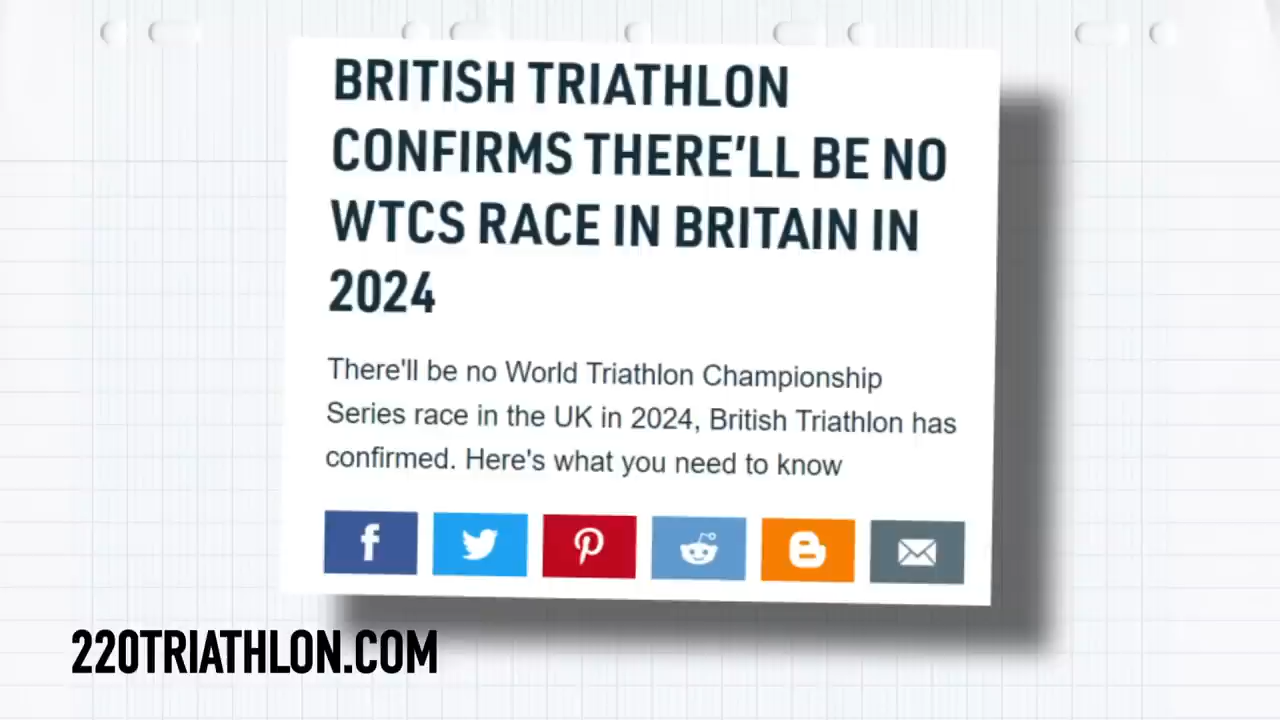 BRITISH TRIATHLON
CONFIRMS THERE'LL BE NO
WTCS RACE IN BRITAIN IN
2024
There'll be no World Triathlon Championship
Series race in the UK in 2024, British Triathlon has
confirmed. Here's what you need to know
220TRIATHLON.COM